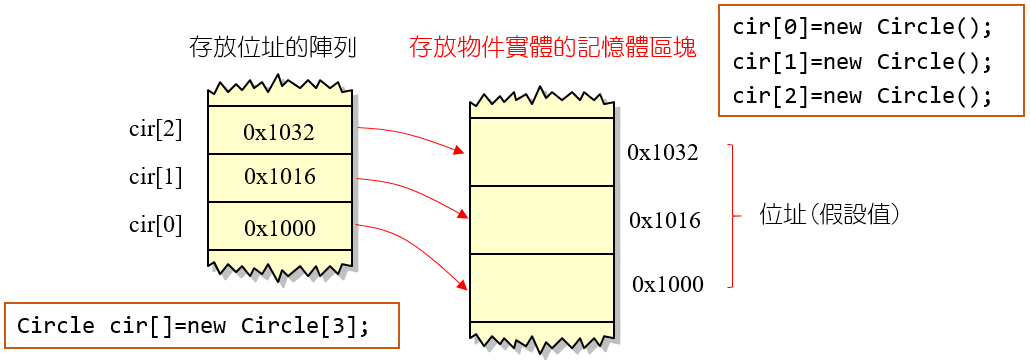 cir[0]=new Circle();
cir[1]=new Circle();
cir[2]=new Circle();
存放位址的陣列
存放物件實體的記憶體區塊
cir[2]
0x1032
cir[1]
0x1016
cir[0]
0x1000
0x1032
0x1016
0x1000
位址(假設值)
Circle cir[]=new Circle[3];